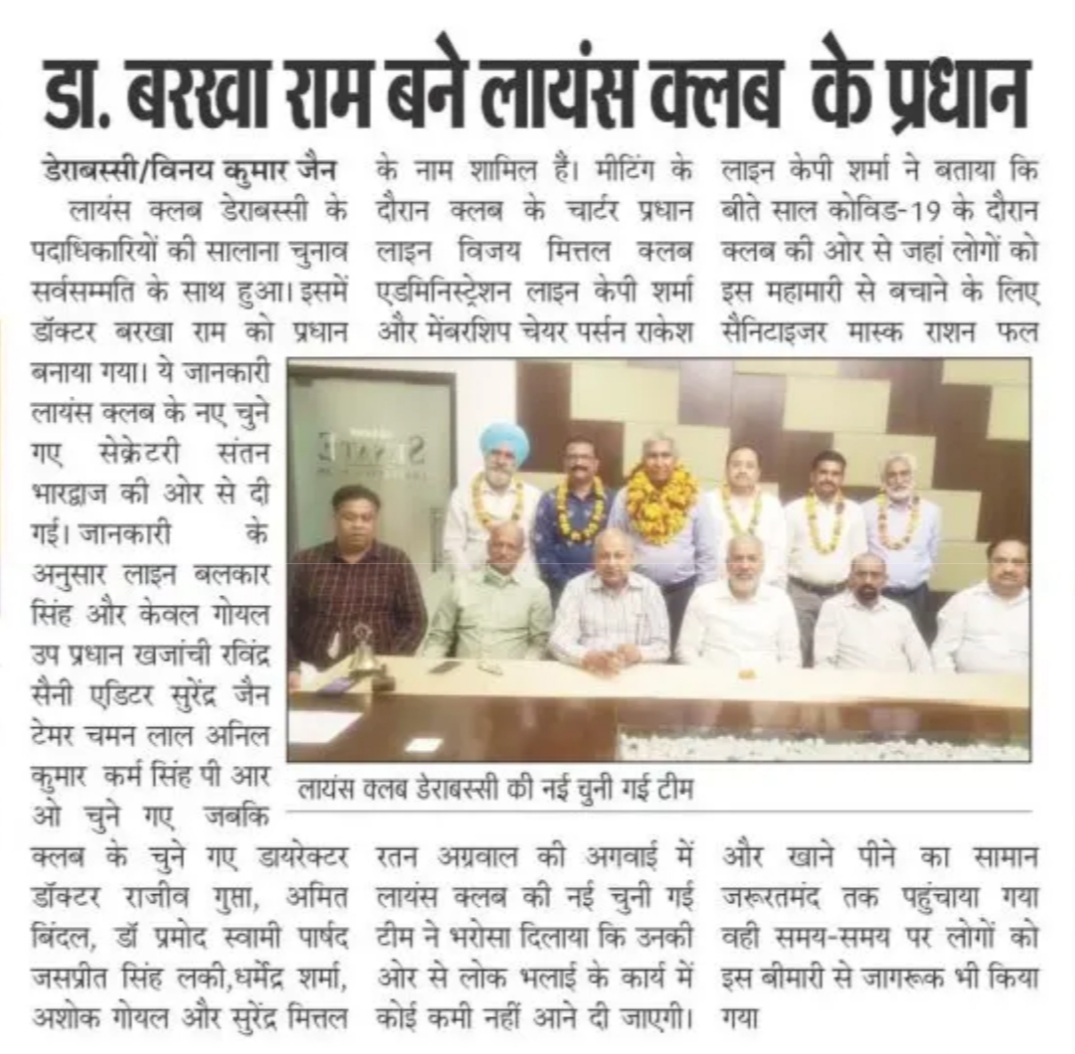 डा. बरखा राम बने लायंस क्लब के प्रधान
डेराबस्सी/विनय कुमार जैन
लायंस क्लब डेराबस्सी के
पदाधिकारियों की सालाना चुनाव
सर्वसम्मति के साथ हुआ। इसमें
डॉक्टर बरखा राम को प्रधान
बनाया गया। ये जानकारी
लायंस क्लब के नए चुने
गए सेक्रेटरी संतन
भारद्वाज की ओर से दी
गई। जानकारी के
अनुसार लाइन बलकार
सिंह और केवल गोयल
उप प्रधान खजांची रविंद्र
सैनी एडिटर सुरेंद्र जैन
टेमर चमन लाल अनिल
कुमार कर्म सिंह पी आर
ओ चुने गए जबकि
क्लब के चुने गए डायरेक्टर
डॉक्टर राजीव गुप्ता, अमित
बिंदल, डॉ प्रमोद स्वामी पार्षद
जसप्रीत सिंह लकी,धर्मेंद्र शर्मा,
अशोक गोयल और सुरेंद्र मित्तल
के नाम शामिल हैं। मीटिंग के
दौरान क्लब के चार्टर प्रधान
लाइन विजय मित्तल क्लब
एडमिनिस्ट्रेशन लाइन केपी शर्मा
और मेंबरशिप चेयर पर्सन राकेश
लायंस क्लब डेराबस्सी की नई चुनी गई टीम
रतन अग्रवाल की अगवाई में
लायंस क्लब की नई चुनी गई
टीम ने भरोसा दिलाया कि उनकी
ओर से लोक भलाई के कार्य में
कोई कमी नहीं आने दी जाएगी।
लाइन केपी शर्मा ने बताया कि
बीते साल कोविड-19 के दौरान
क्लब की ओर से जहां लोगों को
इस महामारी से बचाने के लिए
सैनिटाइजर मास्क राशन फल
और खाने पीने का सामान
जरूरतमंद तक पहुंचाया गया
वही समय-समय पर लोगों को
इस बीमारी से जागरूक भी किया
गया